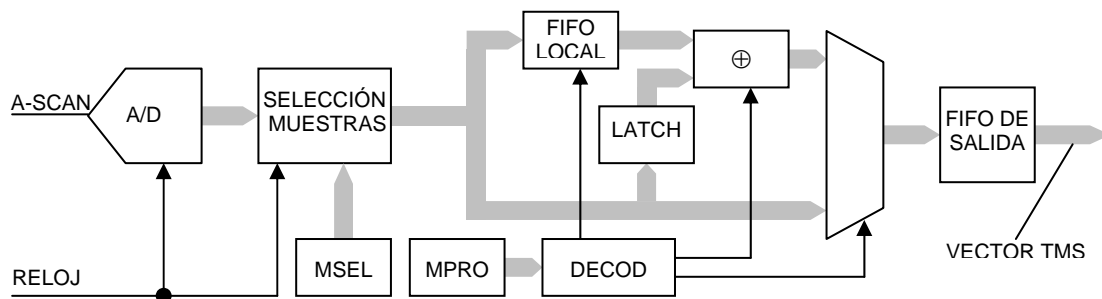 A-SCAN
A/D
SELECCIÓN
MUESTRAS
FIFO
LOCAL
⊕
LATCH
FIFO DE
SALIDA
MSEL
MPRO
DECOD
VECTOR TMS
RELOJ